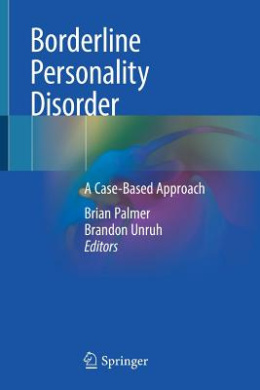 Borderline
Personality
Disorder
A Case-Based Approach
Brian Palmer
Brandon Unruh
Editors
Springer